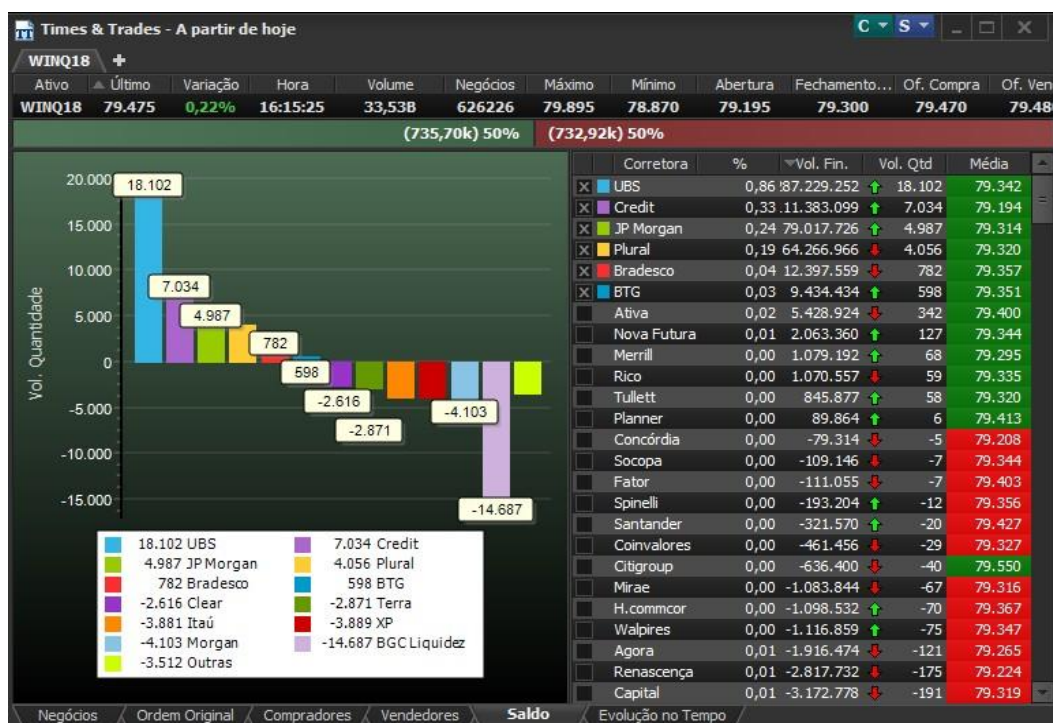 Times & Trades - A partir de hoje
C S
WINQ18 +
Ativo Último Variação Hora Volume Negócios Máximo Mínimo Abertura Fechamento... Of. Compra Of. Ven
WINQ18 79.475 0,22% 16:15:25 33,53B 626226 79.895 78.870 79.195 79.300 79.470 79.48
(735,70k) 50% (732,92k) 50%
20.000
15.000
10.000
5.000
0
-5.000
-10.000
-15.000
Vol. Quantidade
18.102
7.034
4.987
782
598
-2.616
-2.871
-4.103
-14.687
18.102 UBS 7.034 Credit
4.987 JP Morgan 4.056 Plural
782 Bradesco 598 BTG
-2.616 Clear -2.871 Terra
-3.881 Itaú -3.889 XP
-4.103 Morgan -14.687 BGC Liquidez
-3.512 Outras
Corretora % Vol. Fin. Vol. Qtd Média
UBS 0,86 87.229.252 18.102 79.342
Credit 0,33 11.383.099 7.034 79.194
JP Morgan 0,24 79.017.726 4.987 79.314
Plural 0,19 64.266.966 4.056 79.320
Bradesco 0,04 12.397.559 782 79.357
BTG 0,03 9.434.434 598 79.351
Ativa 0,02 5.428.924 342 79.400
Nova Futura 0,01 2.063.360 127 79.344
Merrill 0,00 1.079.192 68 79.295
Rico 0,00 1.070.557 59 79.335
Tullett 0,00 845.877 58 79.320
Planner 0,00 89.864 6 79.413
Concórdia 0,00 -79.314 -5 79.208
Socopa 0,00 -109.146 -7 79.344
Fator 0,00 -111.055 -7 79.403
Spinelli 0,00 -193.204 -12 79.356
Santander 0,00 -321.570 -20 79.427
Coinvalores 0,00 -461.456 -29 79.327
Citigroup 0,00 -636.400 -40 79.550
Mirae 0,00 -1.083.844 -67 79.316
H.commcor 0,00 -1.098.532 -70 79.367
Walpires 0,00 -1.116.859 -75 79.347
Agora 0,01 -1.916.474 -121 79.265
Renascença 0,01 -2.817.732 -175 79.224
Capital 0,01 -3.172.778 -191 79.319
Negócios Ordem Original Compradores Vendedores Saldo Evolução no Tempo